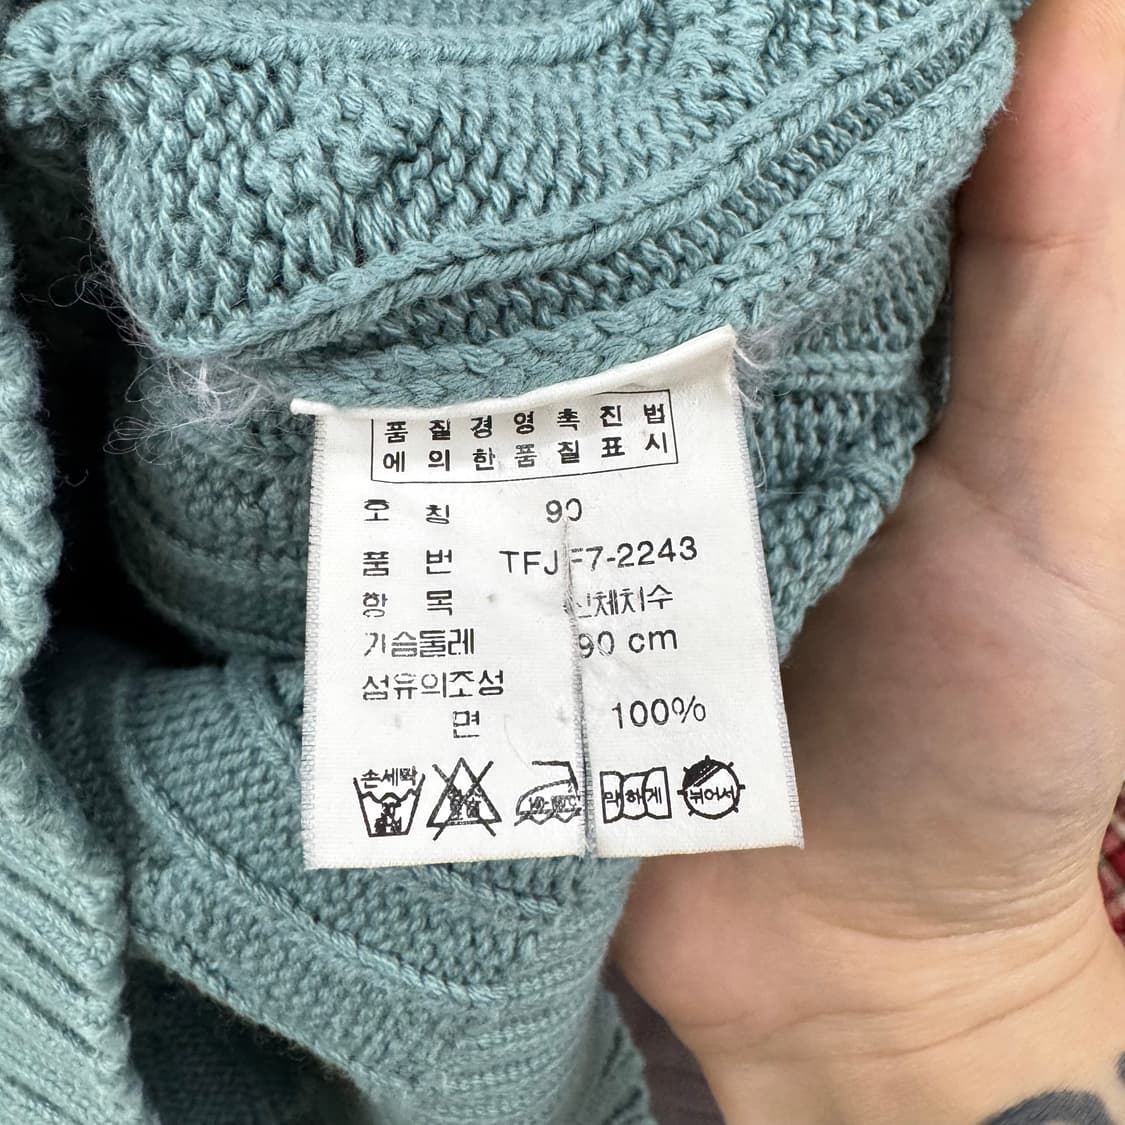 품 질 경 영 촉 진 법
에 의 한 품 질 표 시
호 칭 90
품 번 TFJF7-2243
항 목 신체치수
가슴둘레 90 cm
섬유의조성
면 100%
손세탁
약하게
뉘어서